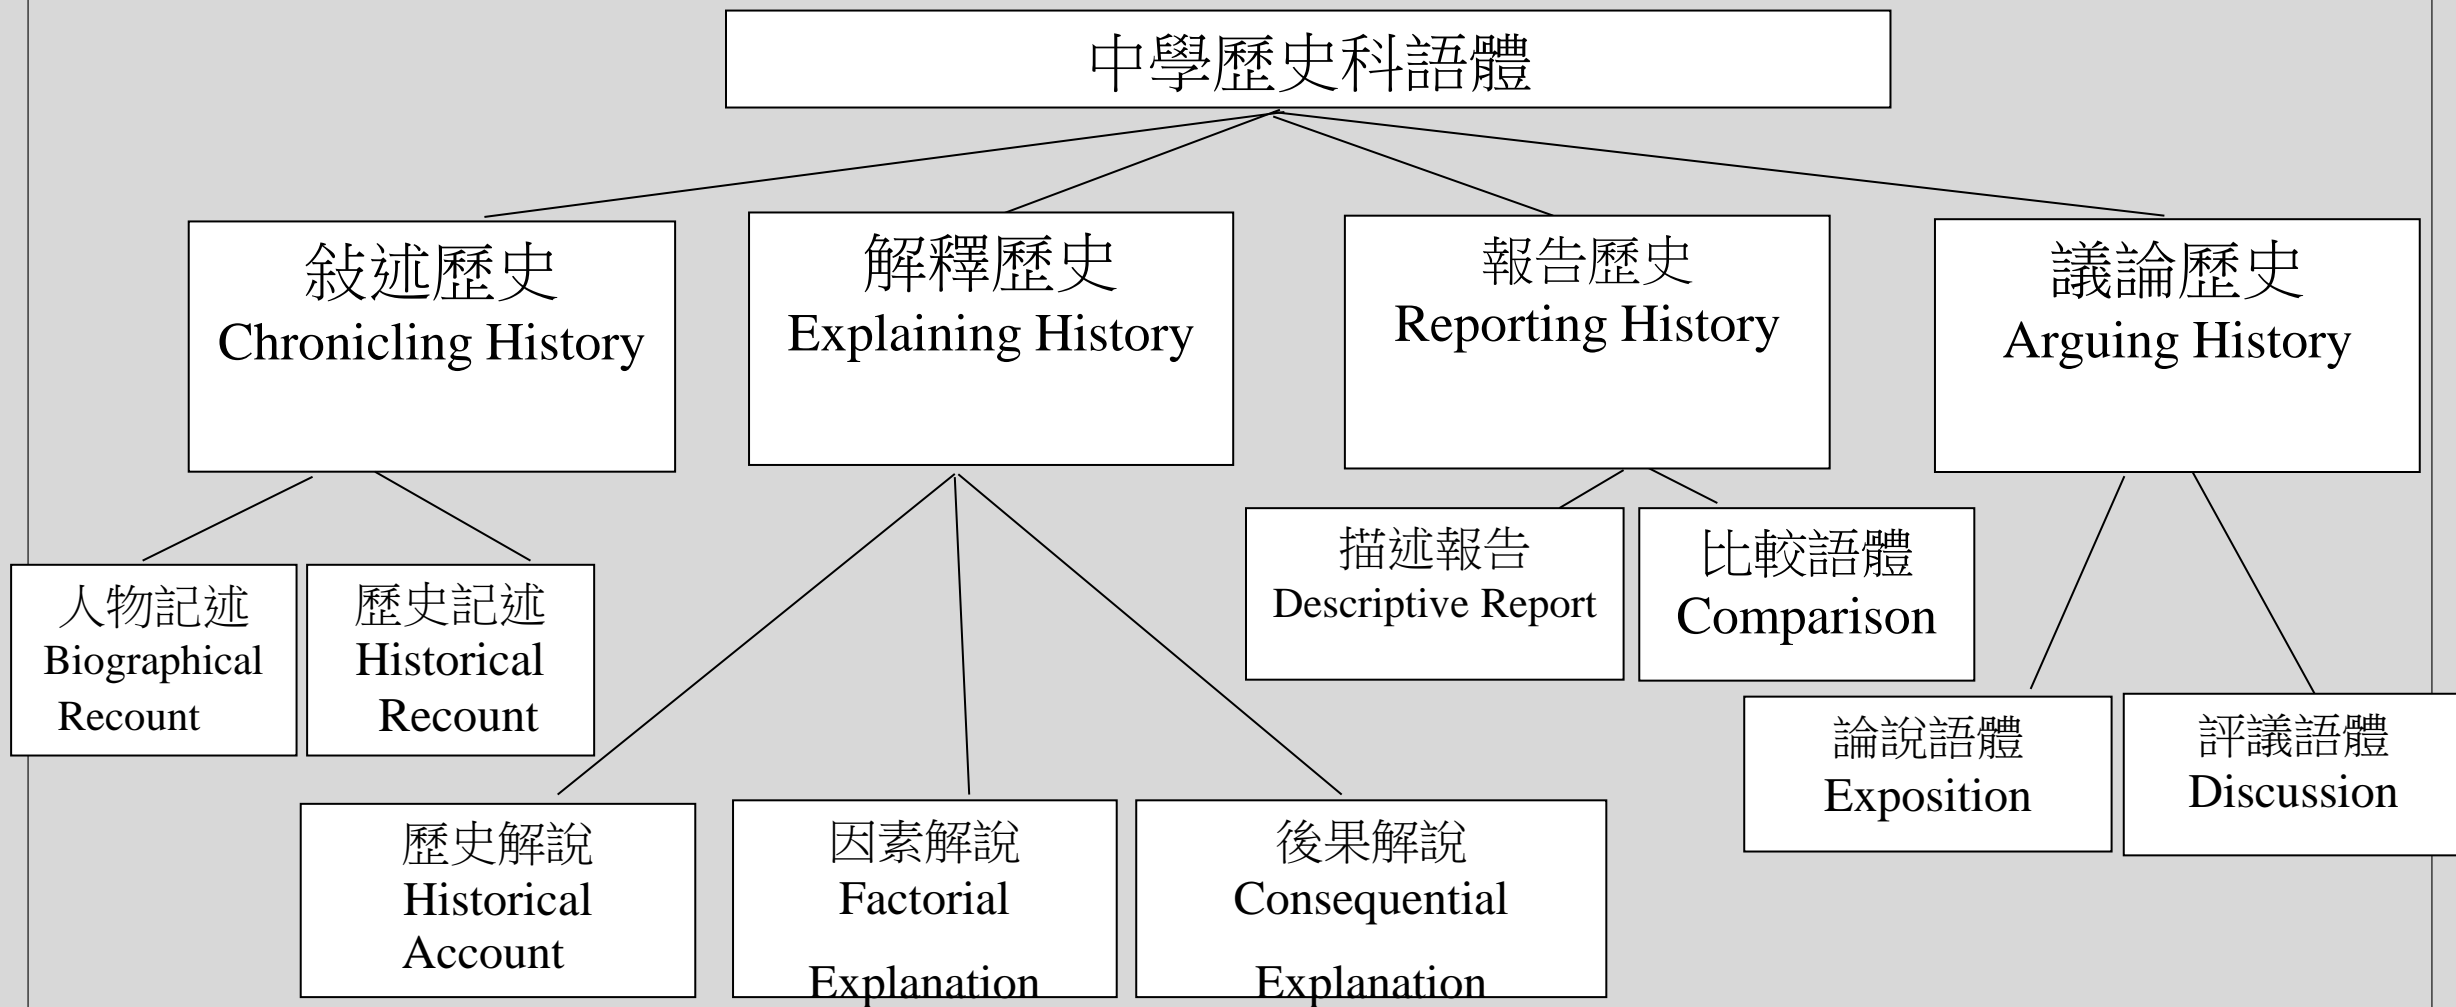 中學歷史科語體
敍述歷史
Chronicling History
解釋歷史
Explaining History
報告歷史
Reporting History
議論歷史
Arguing History
人物記述
Biographical
Recount
歷史記述
Historical
Recount
描述報告
Descriptive Report
比較語體
Comparison
論說語體
Exposition
評議語體
Discussion
歷史解說
Historical
Account
因素解說
Factorial
Explanation
後果解說
Consequential
Explanation